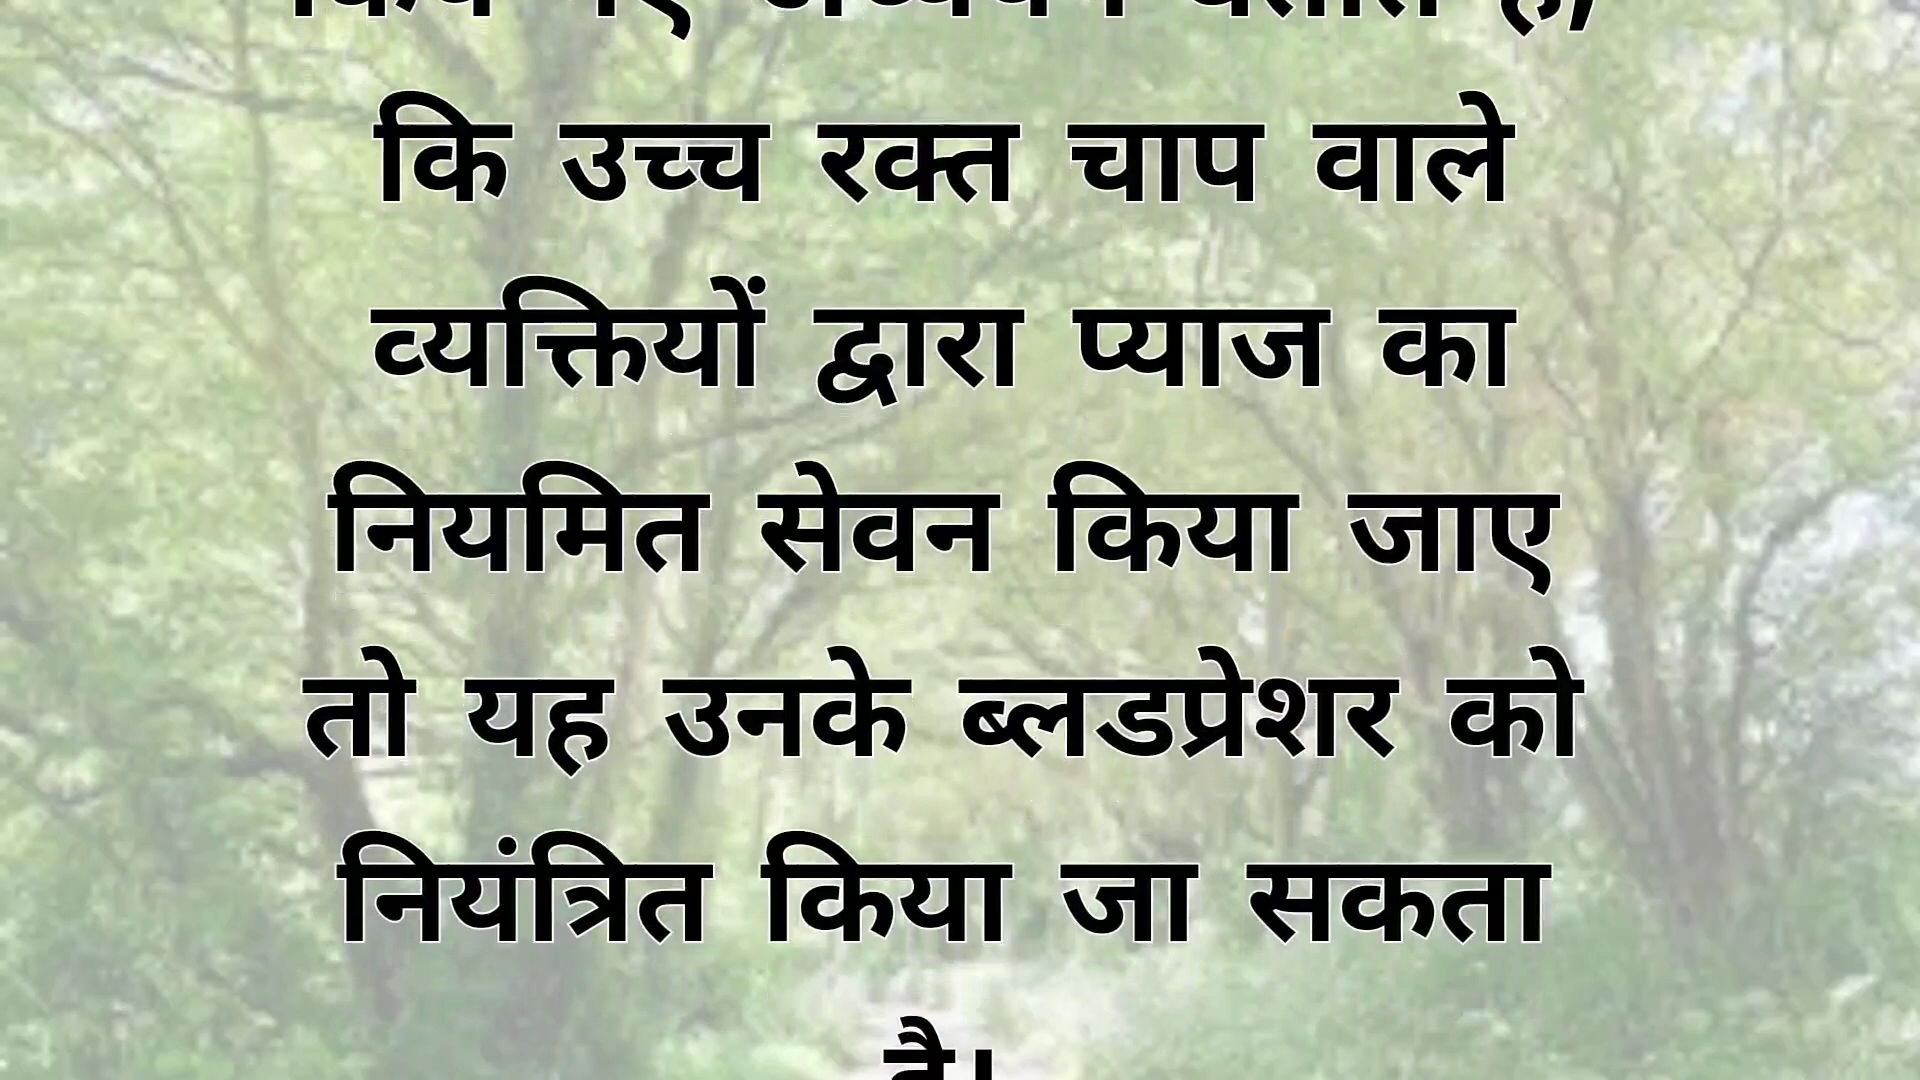 कि उच्च रक्त चाप वाले
व्यक्तियों द्वारा प्याज का
नियमित सेवन किया जाए
तो यह उनके ब्लडप्रेशर को
नियंत्रित किया जा सकता
है।